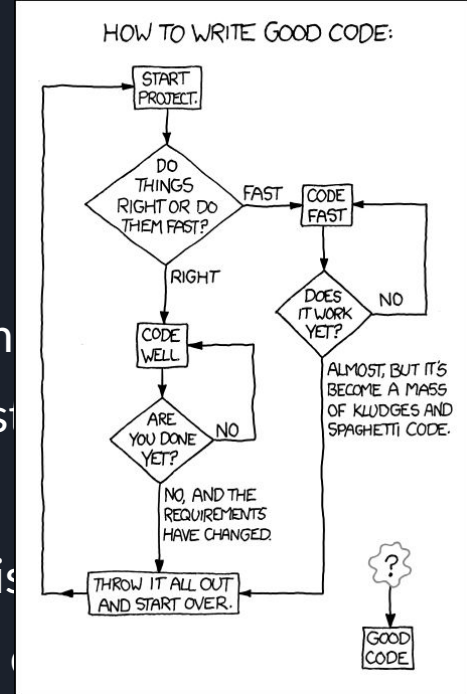 HOW TO WRITE GOOD CODE:
START
PROJECT.
DO
THINGS
RIGHT OR DO
THEM FAST?
FAST
CODE
FAST
RIGHT
DOES
IT WORK
YET?
NO
CODE
WELL
ALMOST, BUT IT'S
BECOME A MASS
OF KLUDGES AND
SPAGHETTI CODE.
ARE
YOU DONE
YET?
NO
NO, AND THE
REQUIREMENTS
HAVE CHANGED.
THROW IT ALL OUT
AND START OVER.
?
GOOD
CODE